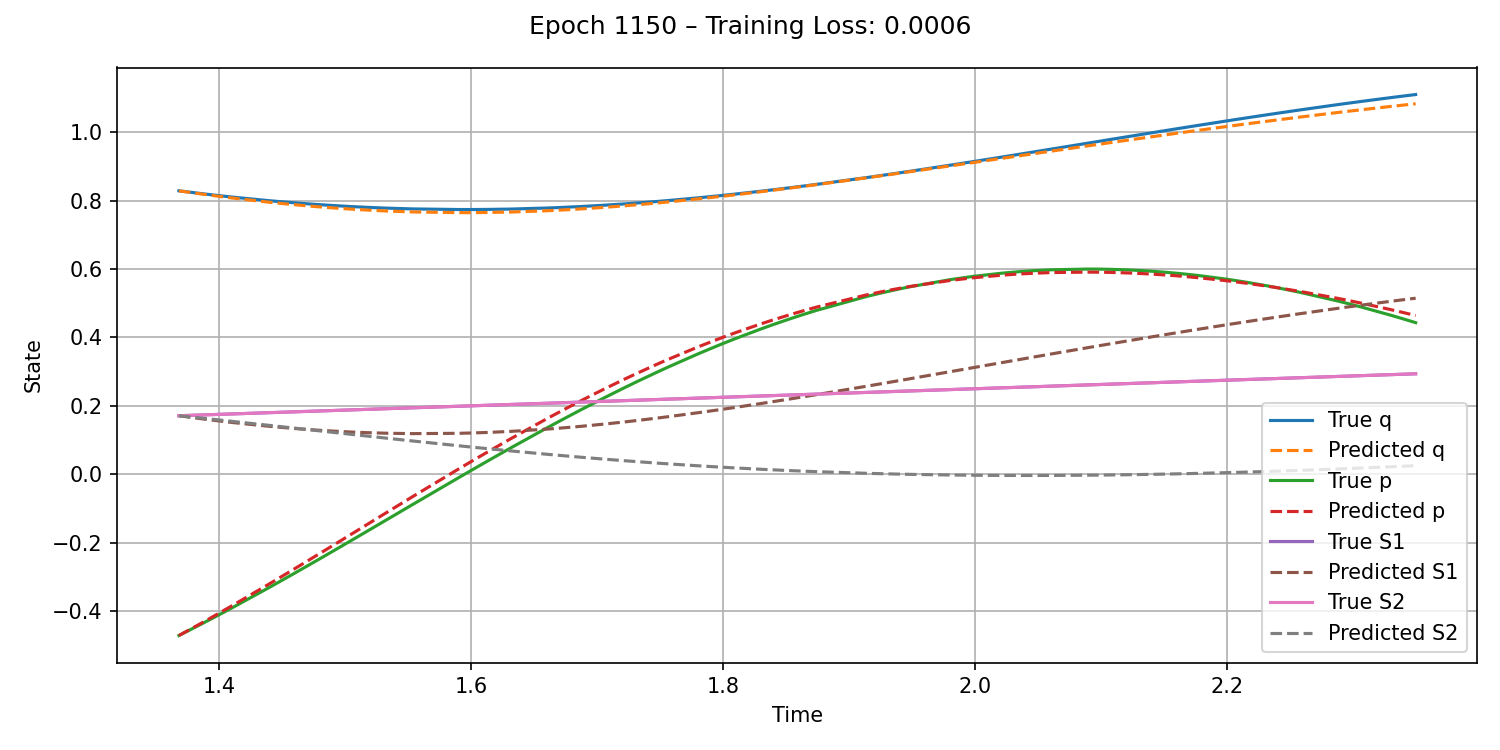 Epoch 1150 – Training Loss: 0.0006
1.0
0.8
0.6
0.4
0.2
0.0
−0.2
−0.4
State
True q
Predicted q
True p
Predicted p
True S1
Predicted S1
True S2
Predicted S2
1.4 1.6 1.8 2.0 2.2
Time